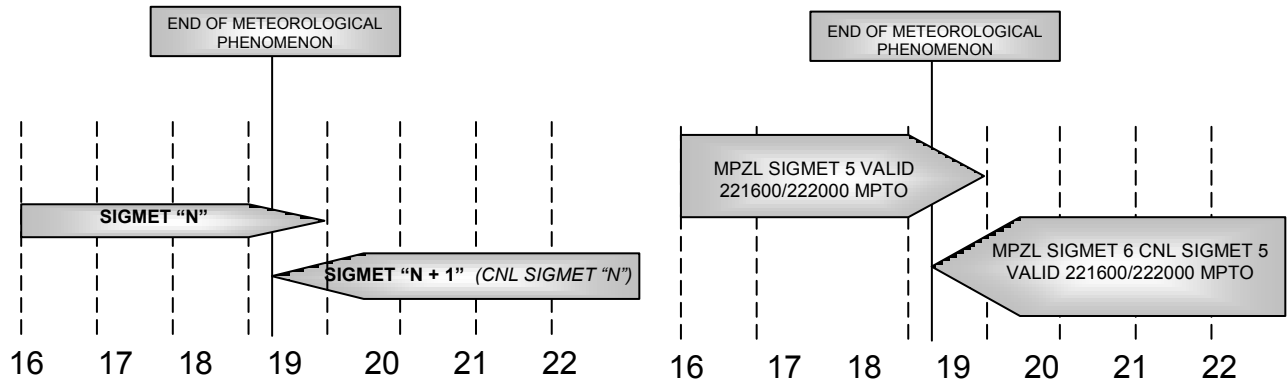 END OF METEOROLOGICAL
PHENOMENON
SIGMET “N”
SIGMET “N + 1” (CNL SIGMET “N”)
16 17 18 19 20 21 22
END OF METEOROLOGICAL
PHENOMENON
MPZL SIGMET 5 VALID
221600/222000 MPTO
MPZL SIGMET 6 CNL SIGMET 5
VALID 221600/222000 MPTO
16 17 18 19 20 21 22